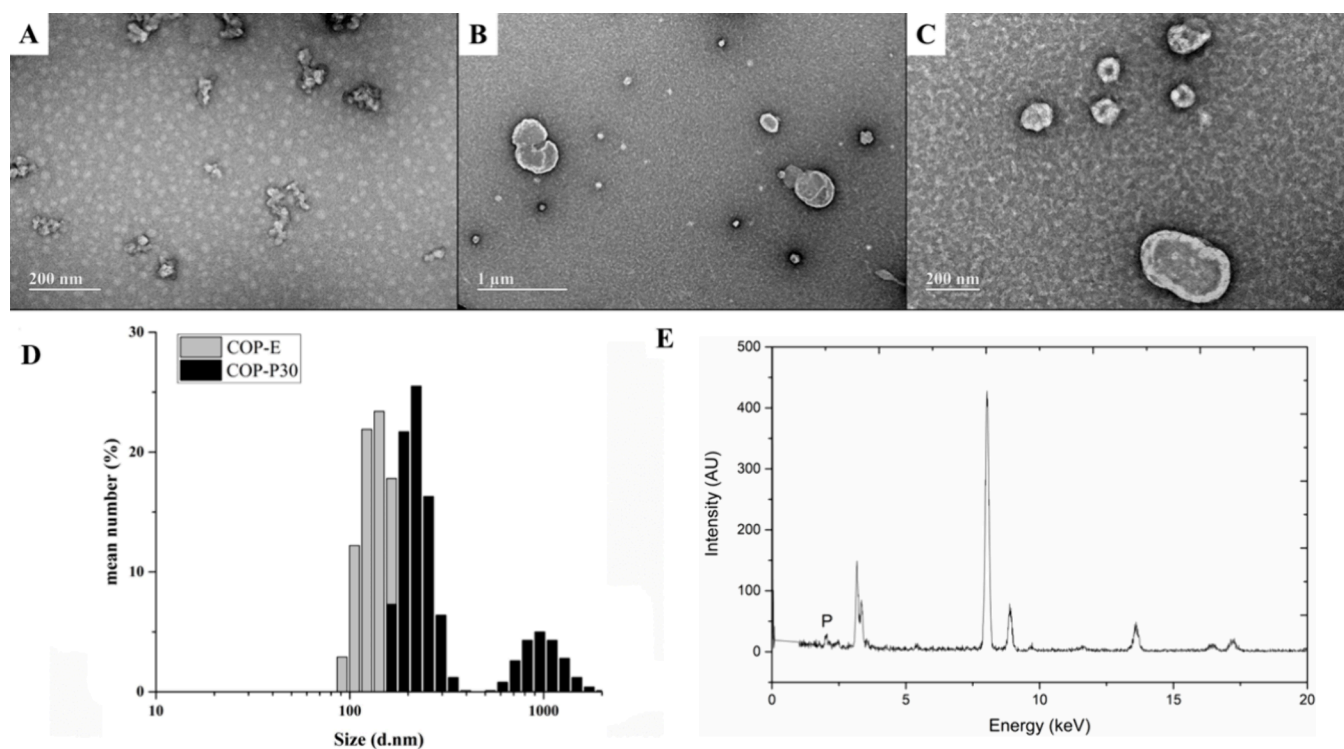 A
B
C
200 nm
1 µm
200 nm
D
30
20
10
0
mean number (%)
COP-E
COP-P30
10
100
1000
Size (d.nm)
E
500
400
300
200
100
0
Intensity (AU)
P
0
5
10
15
20
Energy (keV)